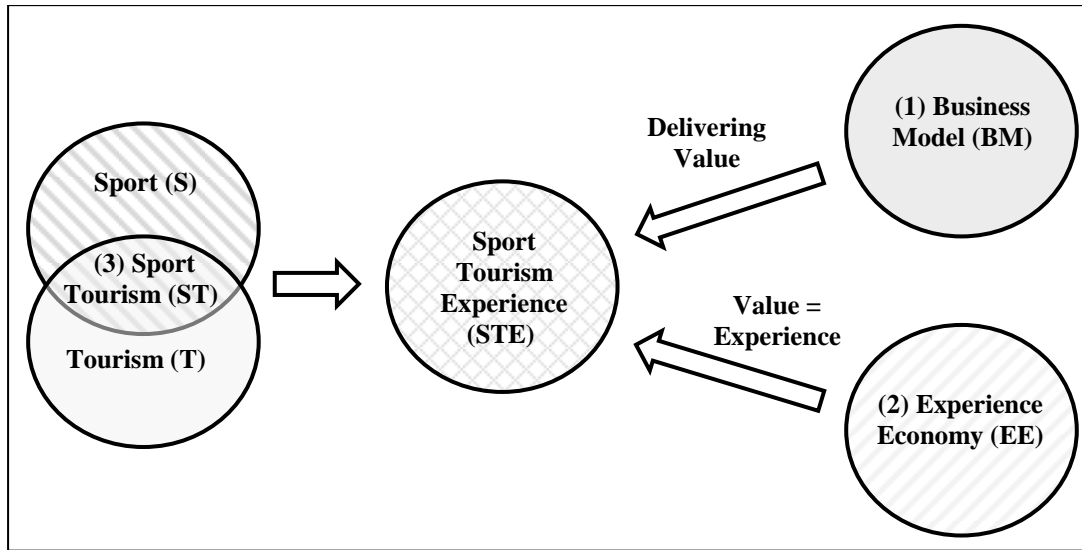 Sport (S)
(3) Sport
Tourism (ST)
Tourism (T)
Sport
Tourism
Experience
(STE)
Delivering
Value
Value =
Experience
(1) Business
Model (BM)
(2) Experience
Economy (EE)